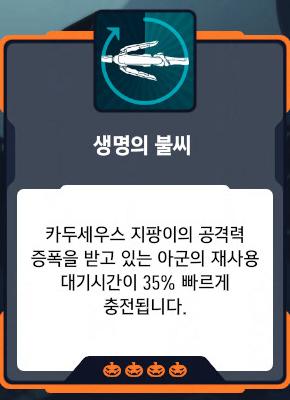 생명의 불씨
카두세우스 지팡이의 공격력
증폭을 받고 있는 아군의 재사용
대기시간이 35% 빠르게
충전됩니다.